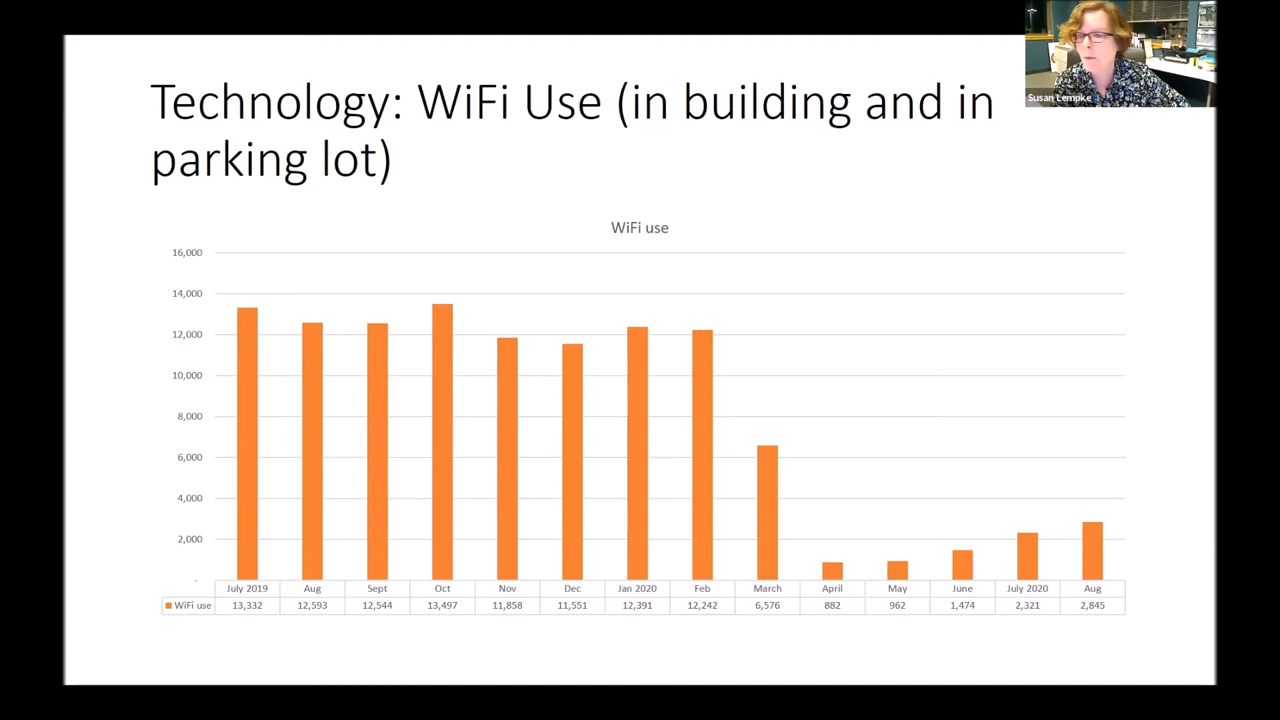 Technology: WiFi Use (in building and in
parking lot)
Susan Lempke
WiFi use
16,000
14,000
12,000
10,000
8,000
6,000
4,000
2,000
-
July 2019 Aug Sept Oct Nov Dec Jan 2020 Feb March April May June July 2020 Aug
WiFi use 13,332 12,593 12,544 13,497 11,858 11,551 12,391 12,242 6,576 882 962 1,474 2,321 2,845